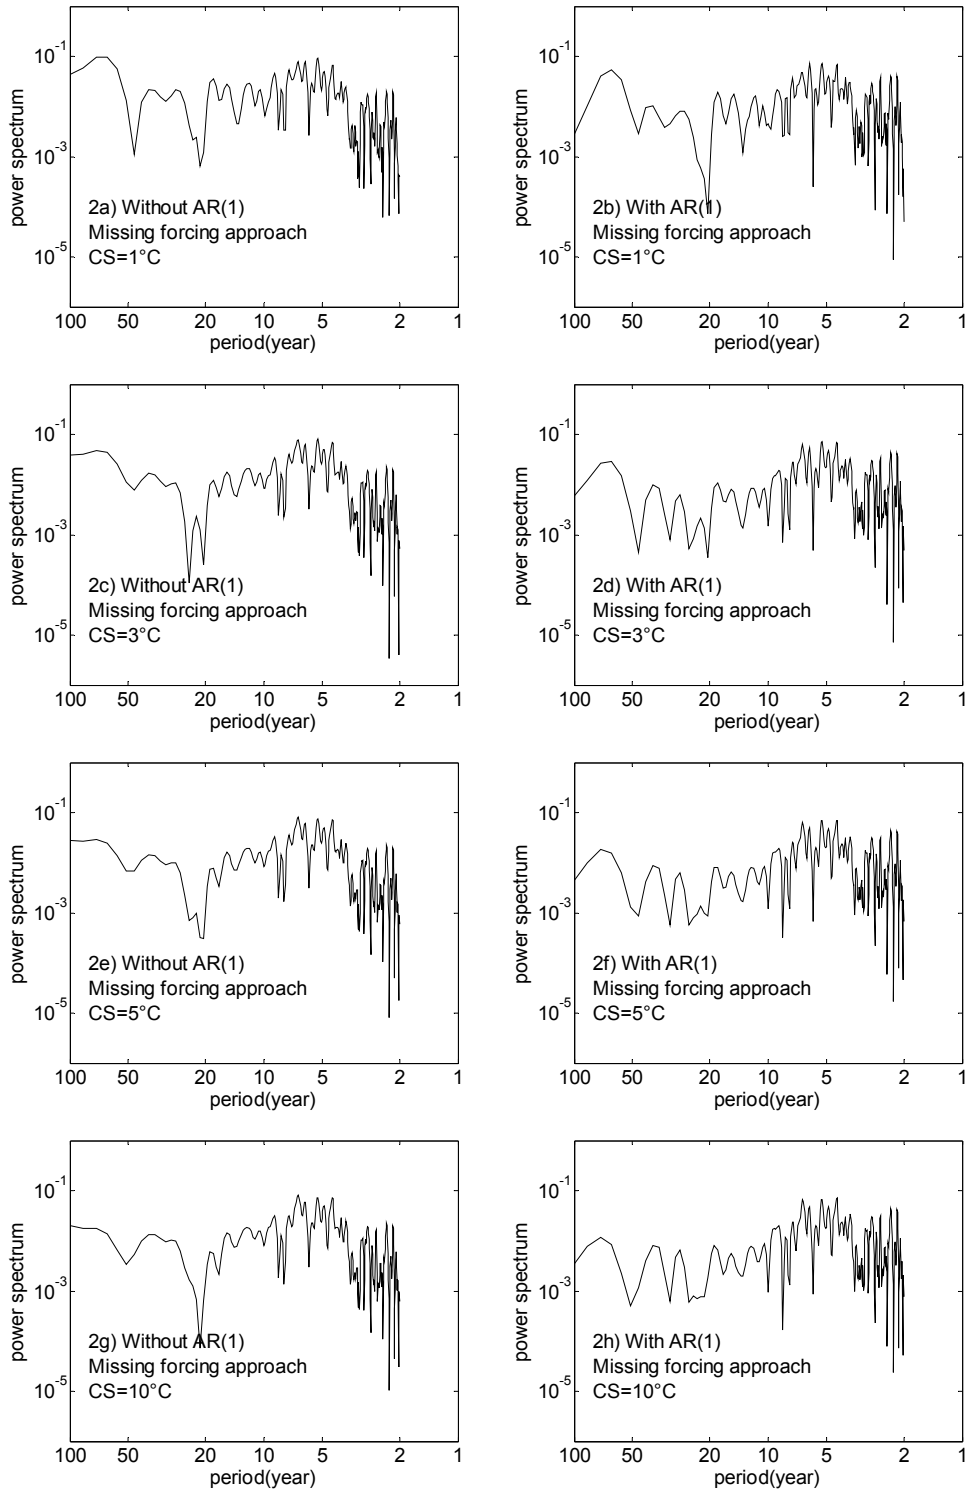 power spectrum
10^-1
10^-3
10^-5
2a) Without AR(1)
Missing forcing approach
CS=1°C
100 50 20 10 5 2 1
period(year)
power spectrum
10^-1
10^-3
10^-5
2b) With AR(1)
Missing forcing approach
CS=1°C
100 50 20 10 5 2 1
period(year)
power spectrum
10^-1
10^-3
10^-5
2c) Without AR(1)
Missing forcing approach
CS=3°C
100 50 20 10 5 2 1
period(year)
power spectrum
10^-1
10^-3
10^-5
2d) With AR(1)
Missing forcing approach
CS=3°C
100 50 20 10 5 2 1
period(year)
power spectrum
10^-1
10^-3
10^-5
2e) Without AR(1)
Missing forcing approach
CS=5°C
100 50 20 10 5 2 1
period(year)
power spectrum
10^-1
10^-3
10^-5
2f) With AR(1)
Missing forcing approach
CS=5°C
100 50 20 10 5 2 1
period(year)
power spectrum
10^-1
10^-3
10^-5
2g) Without AR(1)
Missing forcing approach
CS=10°C
100 50 20 10 5 2 1
period(year)
power spectrum
10^-1
10^-3
10^-5
2h) With AR(1)
Missing forcing approach
CS=10°C
100 50 20 10 5 2 1
period(year)